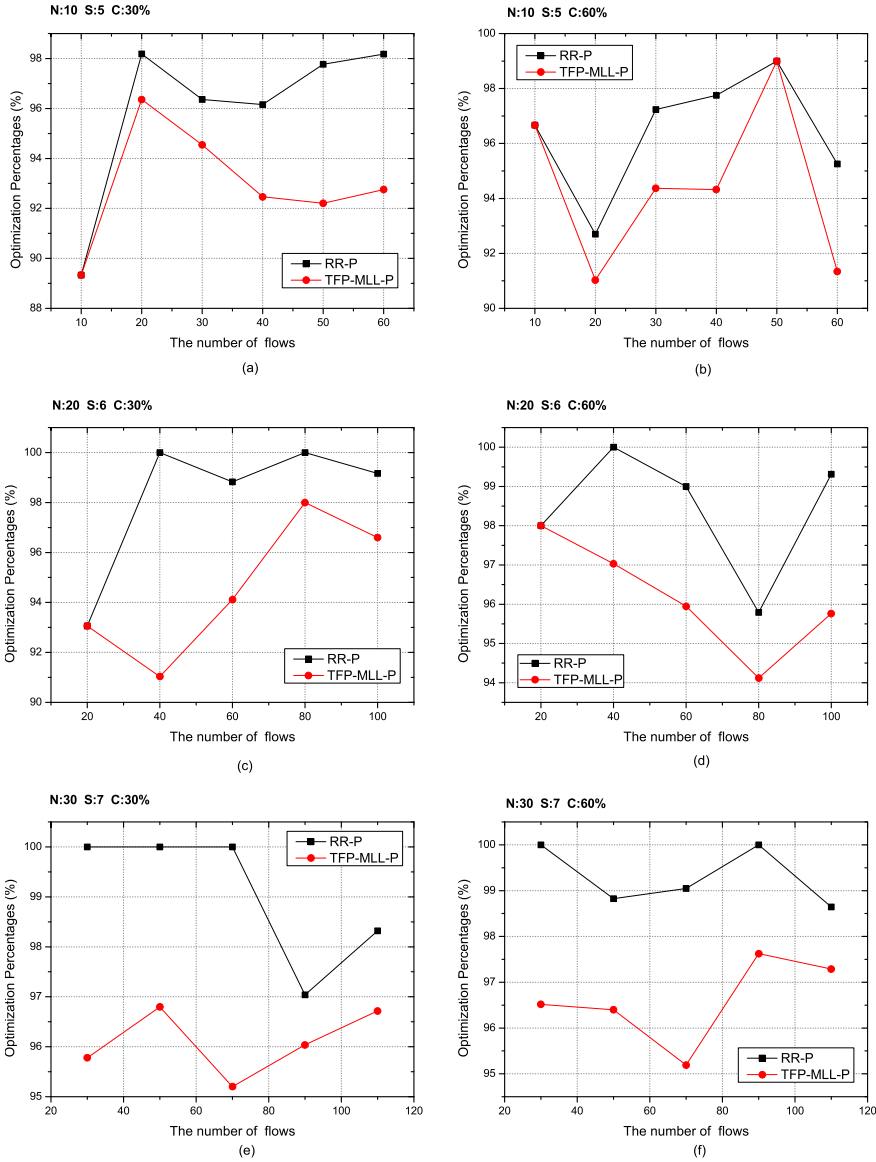 N:10 S:5 C:30%
Optimization Percentages (%)
98
96
94
92
90
88
RR-P
TFP-MLL-P
10 20 30 40 50 60
The number of flows
(a)
N:10 S:5 C:60%
Optimization Percentages (%)
100
98
96
94
92
90
RR-P
TFP-MLL-P
10 20 30 40 50 60
The number of flows
(b)
N:20 S:6 C:30%
Optimization Percentages (%)
100
98
96
94
92
90
RR-P
TFP-MLL-P
20 40 60 80 100
The number of flows
(c)
N:20 S:6 C:60%
Optimization Percentages (%)
100
99
98
97
96
95
94
RR-P
TFP-MLL-P
20 40 60 80 100
The number of flows
(d)
N:30 S:7 C:30%
Optimization Percentages (%)
100
99
98
97
96
95
RR-P
TFP-MLL-P
20 40 60 80 100 120
The number of flows
(e)
N:30 S:7 C:60%
Optimization Percentages (%)
100
99
98
97
96
95
RR-P
TFP-MLL-P
20 40 60 80 100 120
The number of flows
(f)